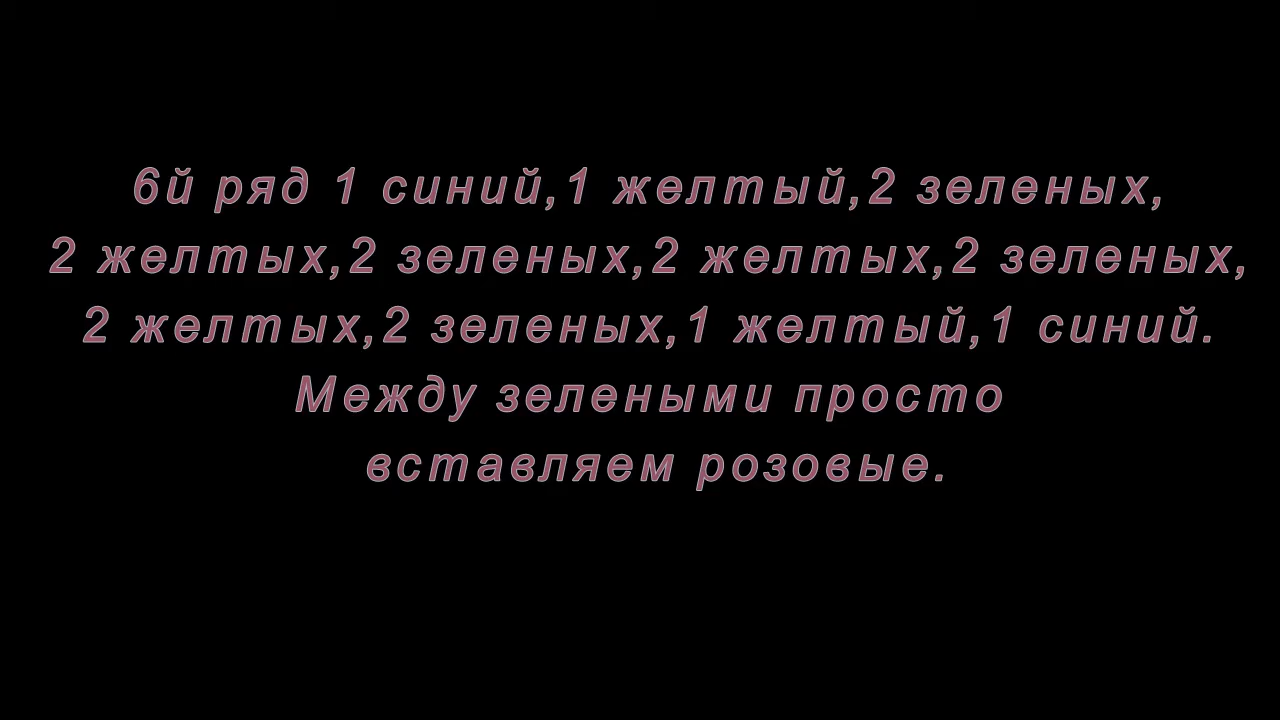 6й ряд 1 синий,1 желтый,2 зеленых,
2 желтых,2 зеленых,2 желтых,2 зеленых,
2 желтых,2 зеленых,1 желтый,1 синий.
Между зелеными просто
вставляем розовые.